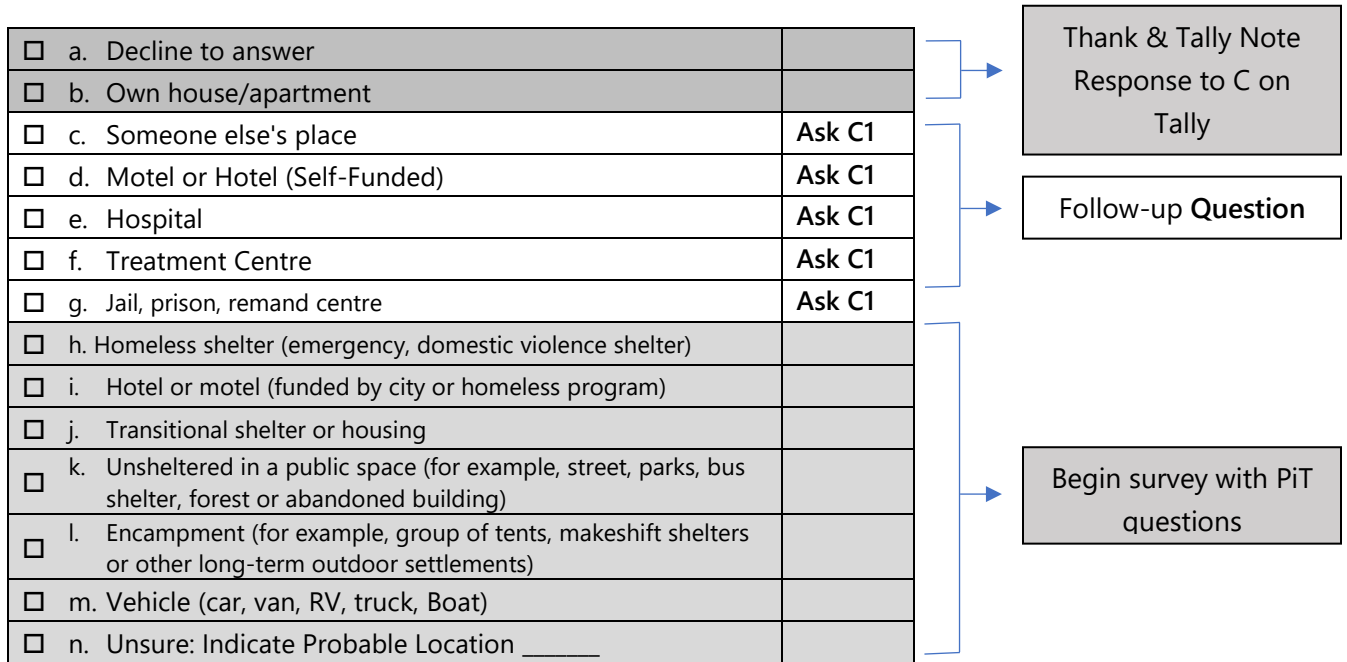 ☐ a. Decline to answer
☐ b. Own house/apartment
☐ c. Someone else's place Ask C1
☐ d. Motel or Hotel (Self-Funded) Ask C1
☐ e. Hospital Ask C1
☐ f. Treatment Centre Ask C1
☐ g. Jail, prison, remand centre Ask C1
☐ h. Homeless shelter (emergency, domestic violence shelter)
☐ i. Hotel or motel (funded by city or homeless program)
☐ j. Transitional shelter or housing
☐ k. Unsheltered in a public space (for example, street, parks, bus
shelter, forest or abandoned building)
☐ l. Encampment (for example, group of tents, makeshift shelters
or other long-term outdoor settlements)
☐ m. Vehicle (car, van, RV, truck, Boat)
☐ n. Unsure: Indicate Probable Location _______
Thank & Tally Note
Response to C on
Tally
Follow-up Question
Begin survey with PiT
questions